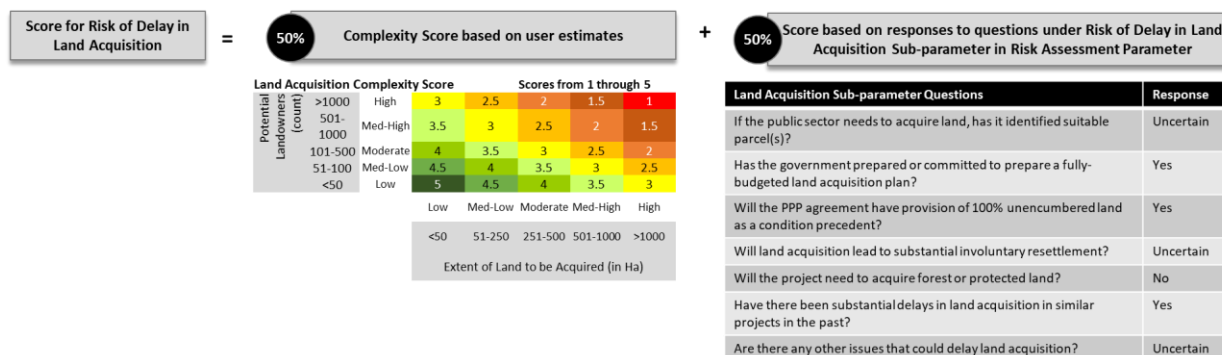 Score for Risk of Delay in
Land Acquisition
=
50%
Complexity Score based on user estimates
+
50%
Score based on responses to questions under Risk of Delay in Land
Acquisition Sub-parameter in Risk Assessment Parameter
Land Acquisition Complexity Score
Scores from 1 through 5
Potential
Landowners
(count)
>1000 High 3 2.5 2 1.5 1
501-
1000 Med-High 3.5 3 2.5 2 1.5
101-500 Moderate 4 3.5 3 2.5 2
51-100 Med-Low 4.5 4 3.5 3 2.5
<50 Low 5 4.5 4 3.5 3
Low Med-Low Moderate Med-High High
<50 51-250 251-500 501-1000 >1000
Extent of Land to be Acquired (in Ha)
Land Acquisition Sub-parameter Questions Response
If the public sector needs to acquire land, has it identified suitable Uncertain
parcel(s)?
Has the government prepared or committed to prepare a fully- Yes
budgeted land acquisition plan?
Will the PPP agreement have provision of 100% unencumbered land Yes
as a condition precedent?
Will land acquisition lead to substantial involuntary resettlement? Uncertain
Will the project need to acquire forest or protected land? No
Have there been substantial delays in land acquisition in similar Yes
projects in the past?
Are there any other issues that could delay land acquisition? Uncertain